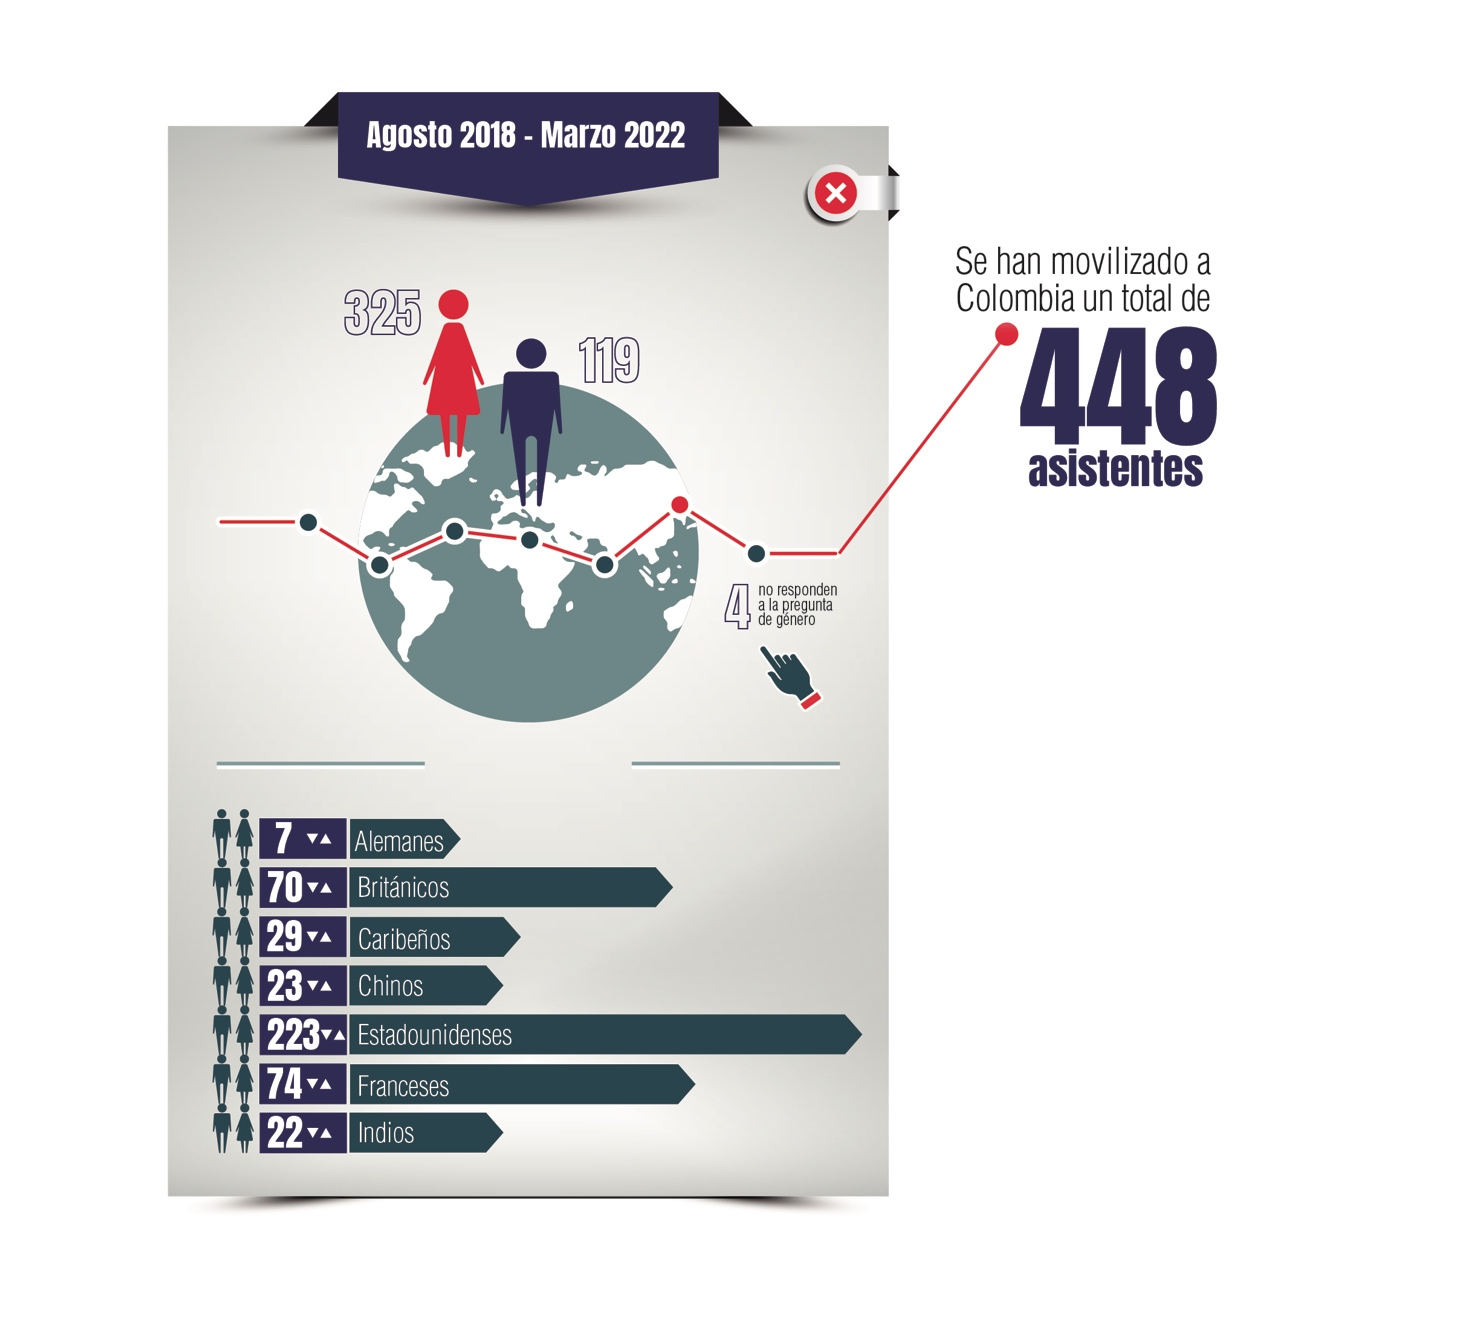 Agosto 2018 - Marzo 2022
Se han movilizado a
Colombia un total de
448
asistentes
325
119
4
no responden
a la pregunta
de género
7 Alemanes
70 Británicos
29 Caribeños
23 Chinos
223 Estadounidenses
74 Franceses
22 Indios